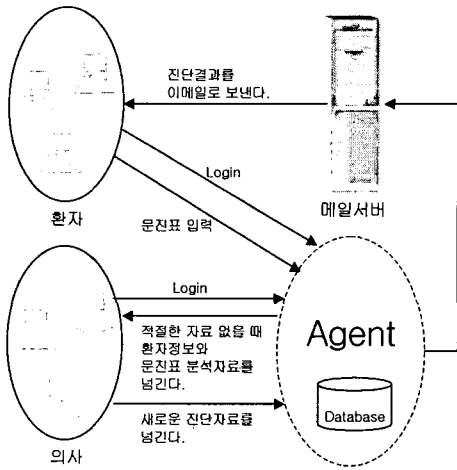 진단결과를
이메일로 보낸다.
Login
환자
메일서버
문진표 입력
Login
적절한 자료 없을 때
환자정보와
문진표 분석자료를
넘긴다.
Agent
Database
새로운 진단자료를
넘긴다.
의사